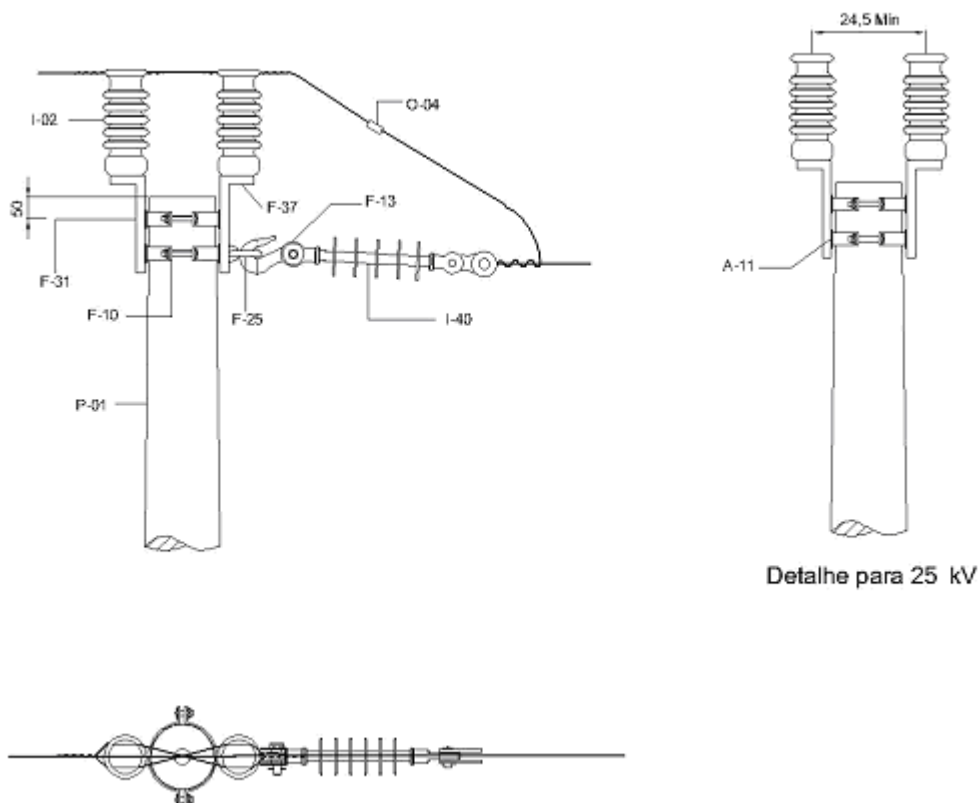 24,5 Min
I-02
O-04
50
F-37
F-13
F-31
A-11
F-10
F-25
I-40
P-01
Detalhe para 25 kV